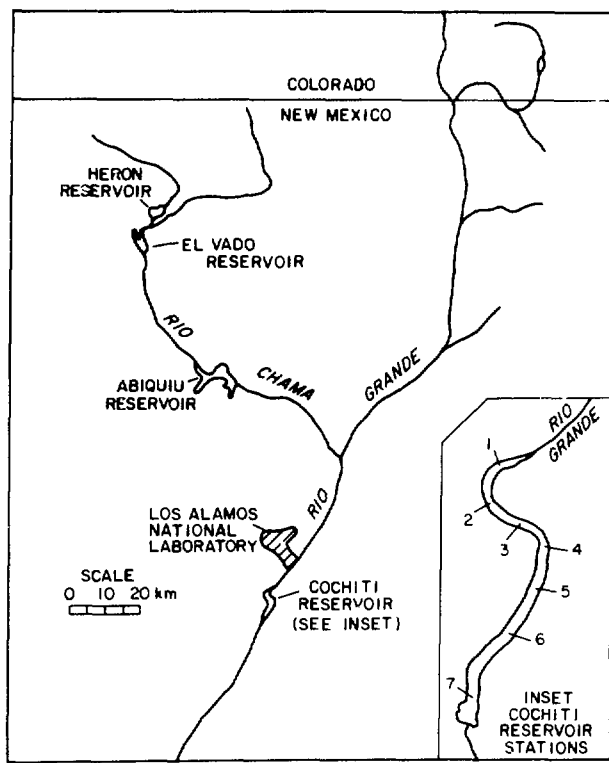 COLORADO
NEW MEXICO
HERON
RESERVOIR
EL VADO
RESERVOIR
RIO
CHAMA
ABIQUIU
RESERVOIR
GRANDE
RIO
LOS ALAMOS
NATIONAL
LABORATORY
SCALE
0 10 20 km
COCHITI
RESERVOIR
(SEE INSET)
RIO
GRANDE
1
2
3
4
5
6
7
INSET
COCHITI
RESERVOIR
STATIONS